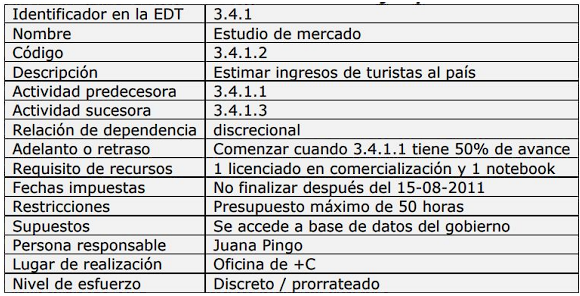 Identificador en la EDT 3.4.1
Nombre Estudio de mercado
Código 3.4.1.2
Descripción Estimar ingresos de turistas al país
Actividad predecesora 3.4.1.1
Actividad sucesora 3.4.1.3
Relación de dependencia discrecional
Adelanto o retraso Comenzar cuando 3.4.1.1 tiene 50% de avance
Requisito de recursos 1 licenciado en comercialización y 1 notebook
Fechas impuestas No finalizar después del 15-08-2011
Restricciones Presupuesto máximo de 50 horas
Supuestos Se accede a base de datos del gobierno
Persona responsable Juana Pingo
Lugar de realización Oficina de +C
Nivel de esfuerzo Discreto / prorrateado